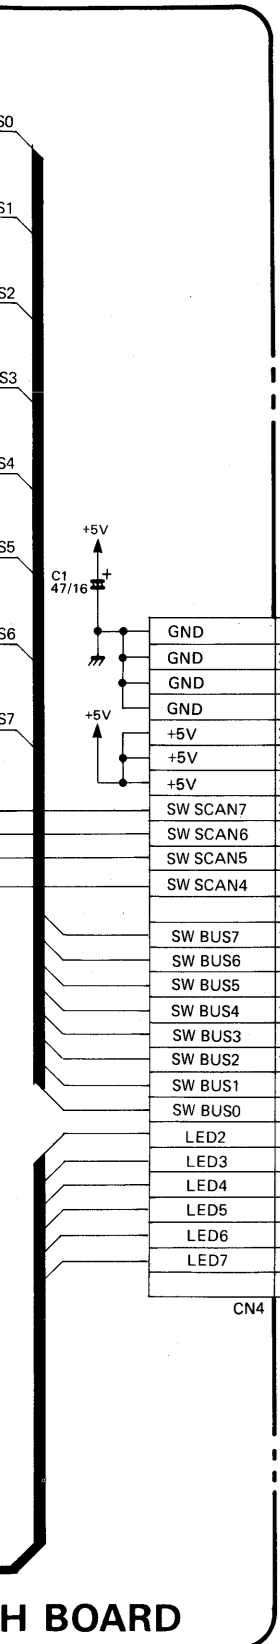 S0
S1
S2
S3
S4
S5
S6
S7
+5V
C1
+
47/16
+5V
GND
GND
GND
GND
+5V
+5V
+5V
SW SCAN7
SW SCAN6
SW SCAN5
SW SCAN4
SW BUS7
SW BUS6
SW BUS5
SW BUS4
SW BUS3
SW BUS2
SW BUS1
SW BUS0
LED2
LED3
LED4
LED5
LED6
LED7
CN4
H BOARD